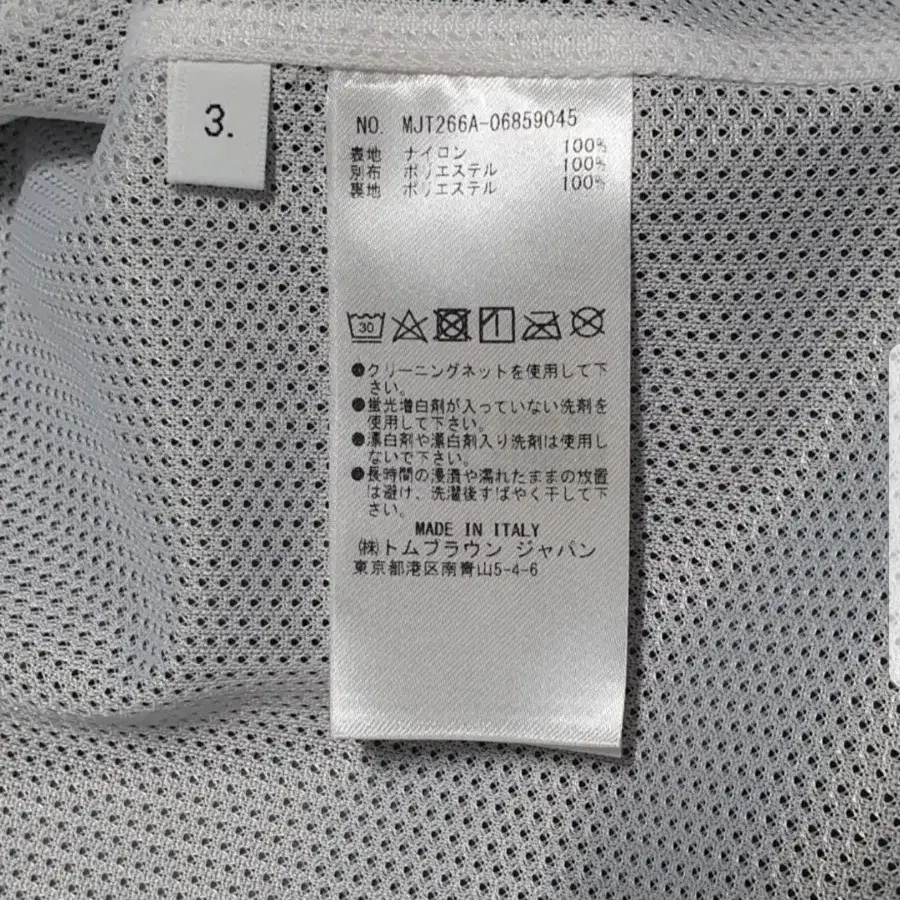 3.
NO. MJT266A-06859045
表地 ナイロン 100%
別布 ポリエステル 100%
裏地 ポリエステル 100%
30
●クリーニングネットを使用して下
さい。
●蛍光増白剤が入っていない洗剤を
使用して下さい。
●漂白剤や漂白剤入り洗剤は使用し
ないで下さい。
●長時間の浸漬や濡れたままの放置
は避け、洗濯後すばやく干して下
さい。
MADE IN ITALY
㈱トムブラウン ジャパン
東京都港区南青山5-4-6